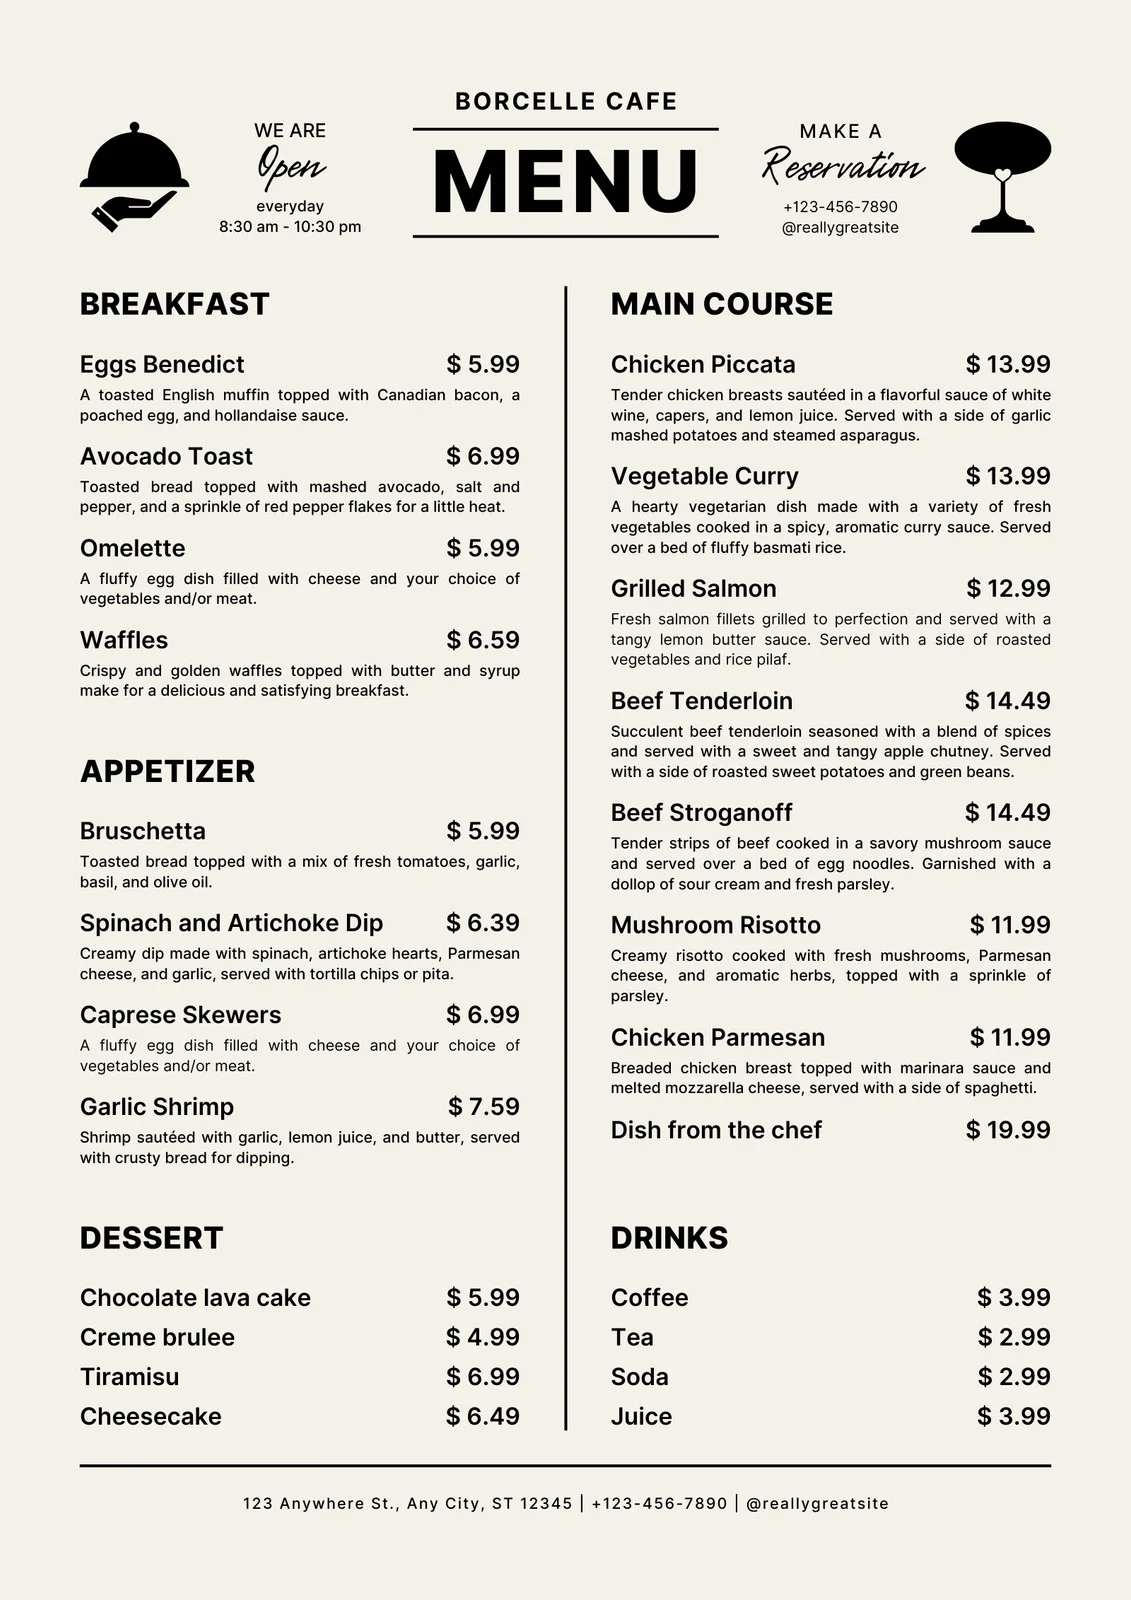 BORCELLE CAFE
MENU
WE ARE
Open
everyday
8:30 am - 10:30 pm
MAKE A
Reservation
+123-456-7890
@reallygreatsite
BREAKFAST
Eggs Benedict $ 5.99
A toasted English muffin topped with Canadian bacon, a
poached egg, and hollandaise sauce.
Avocado Toast $ 6.99
Toasted bread topped with mashed avocado, salt and
pepper, and a sprinkle of red pepper flakes for a little heat.
Omelette $ 5.99
A fluffy egg dish filled with cheese and your choice of
vegetables and/or meat.
Waffles $ 6.59
Crispy and golden waffles topped with butter and syrup
make for a delicious and satisfying breakfast.
APPETIZER
Bruschetta $ 5.99
Toasted bread topped with a mix of fresh tomatoes, garlic,
basil, and olive oil.
Spinach and Artichoke Dip $ 6.39
Creamy dip made with spinach, artichoke hearts, Parmesan
cheese, and garlic, served with tortilla chips or pita.
Caprese Skewers $ 6.99
A fluffy egg dish filled with cheese and your choice of
vegetables and/or meat.
Garlic Shrimp $ 7.59
Shrimp sautéed with garlic, lemon juice, and butter, served
with crusty bread for dipping.
DESSERT
Chocolate lava cake $ 5.99
Creme brulee $ 4.99
Tiramisu $ 6.99
Cheesecake $ 6.49
MAIN COURSE
Chicken Piccata $ 13.99
Tender chicken breasts sautéed in a flavorful sauce of white
wine, capers, and lemon juice. Served with a side of garlic
mashed potatoes and steamed asparagus.
Vegetable Curry $ 13.99
A hearty vegetarian dish made with a variety of fresh
vegetables cooked in a spicy, aromatic curry sauce. Served
over a bed of fluffy basmati rice.
Grilled Salmon $ 12.99
Fresh salmon fillets grilled to perfection and served with a
tangy lemon butter sauce. Served with a side of roasted
vegetables and rice pilaf.
Beef Tenderloin $ 14.49
Succulent beef tenderloin seasoned with a blend of spices
and served with a sweet and tangy apple chutney. Served
with a side of roasted sweet potatoes and green beans.
Beef Stroganoff $ 14.49
Tender strips of beef cooked in a savory mushroom sauce
and served over a bed of egg noodles. Garnished with a
dollop of sour cream and fresh parsley.
Mushroom Risotto $ 11.99
Creamy risotto cooked with fresh mushrooms, Parmesan
cheese, and aromatic herbs, topped with a sprinkle of
parsley.
Chicken Parmesan $ 11.99
Breaded chicken breast topped with marinara sauce and
melted mozzarella cheese, served with a side of spaghetti.
Dish from the chef $ 19.99
DRINKS
Coffee $ 3.99
Tea $ 2.99
Soda $ 2.99
Juice $ 3.99
123 Anywhere St., Any City, ST 12345 | +123-456-7890 | @reallygreatsite